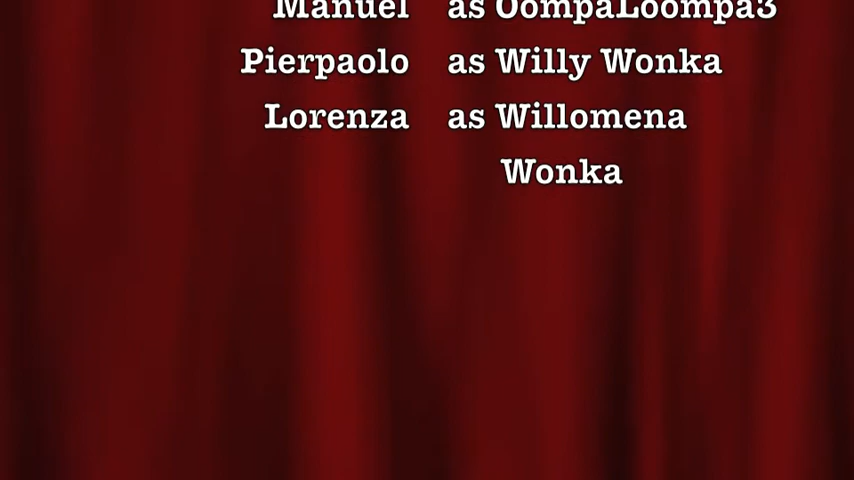 Manuel as OompaLoompa3
Pierpaolo as Willy Wonka
Lorenza as Willomena
Wonka